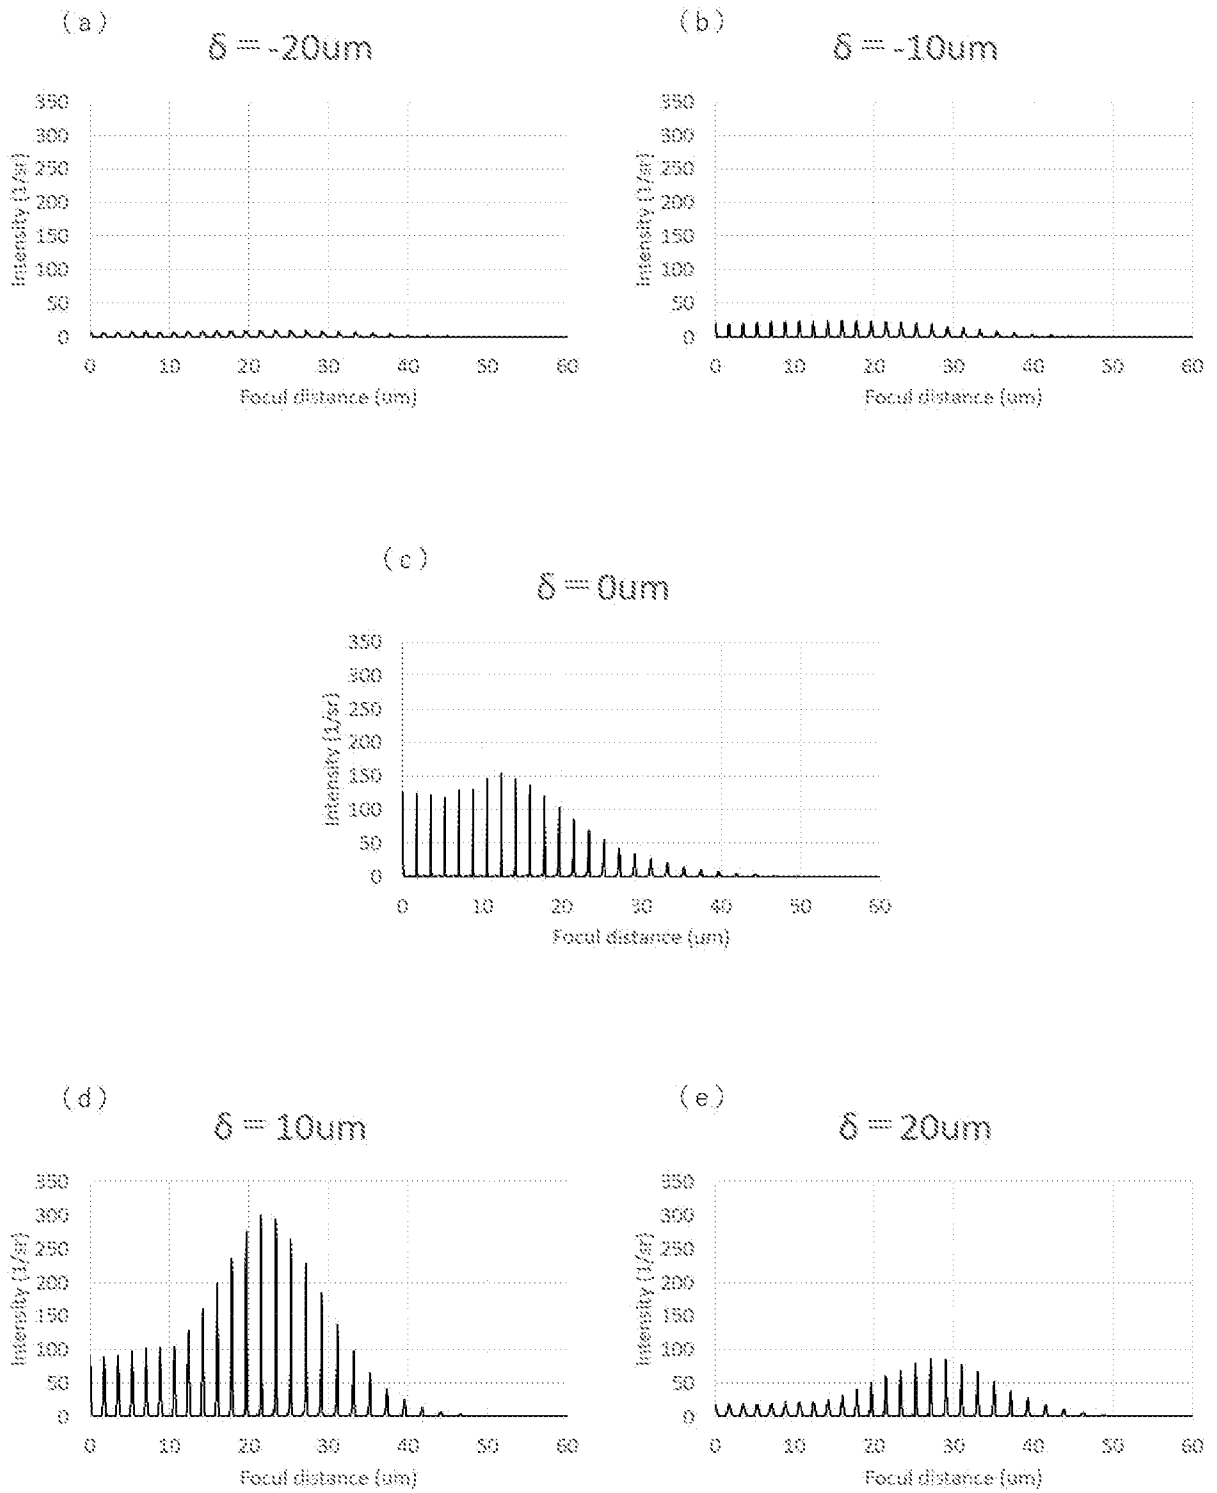 (a)
δ = -20um
350
300
250
200
150
100
50
0
Intensity (1/sr)
0 10 20 30 40 50 60
Focul distance (um)
(b)
δ = -10um
350
300
250
200
150
100
50
0
Intensity (1/sr)
0 10 20 30 40 50 60
Focul distance (um)
(c)
δ = 0um
350
300
250
200
150
100
50
0
Intensity (1/sr)
0 10 20 30 40 50 60
Focul distance (um)
(d)
δ = 10um
350
300
250
200
150
100
50
0
Intensity (1/sr)
0 10 20 30 40 50 60
Focul distance (um)
(e)
δ = 20um
350
300
250
200
150
100
50
0
Intensity (1/sr)
0 10 20 30 40 50 60
Focul distance (um)